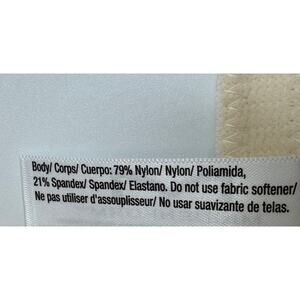 Body/ Corps/ Cuerpo: 79% Nylon/ Nylon/ Poliamida,
21% Spandex/ Spandex/ Elastano. Do not use fabric softener/
Ne pas utiliser d'assouplisseur/ No usar suavizante de telas.